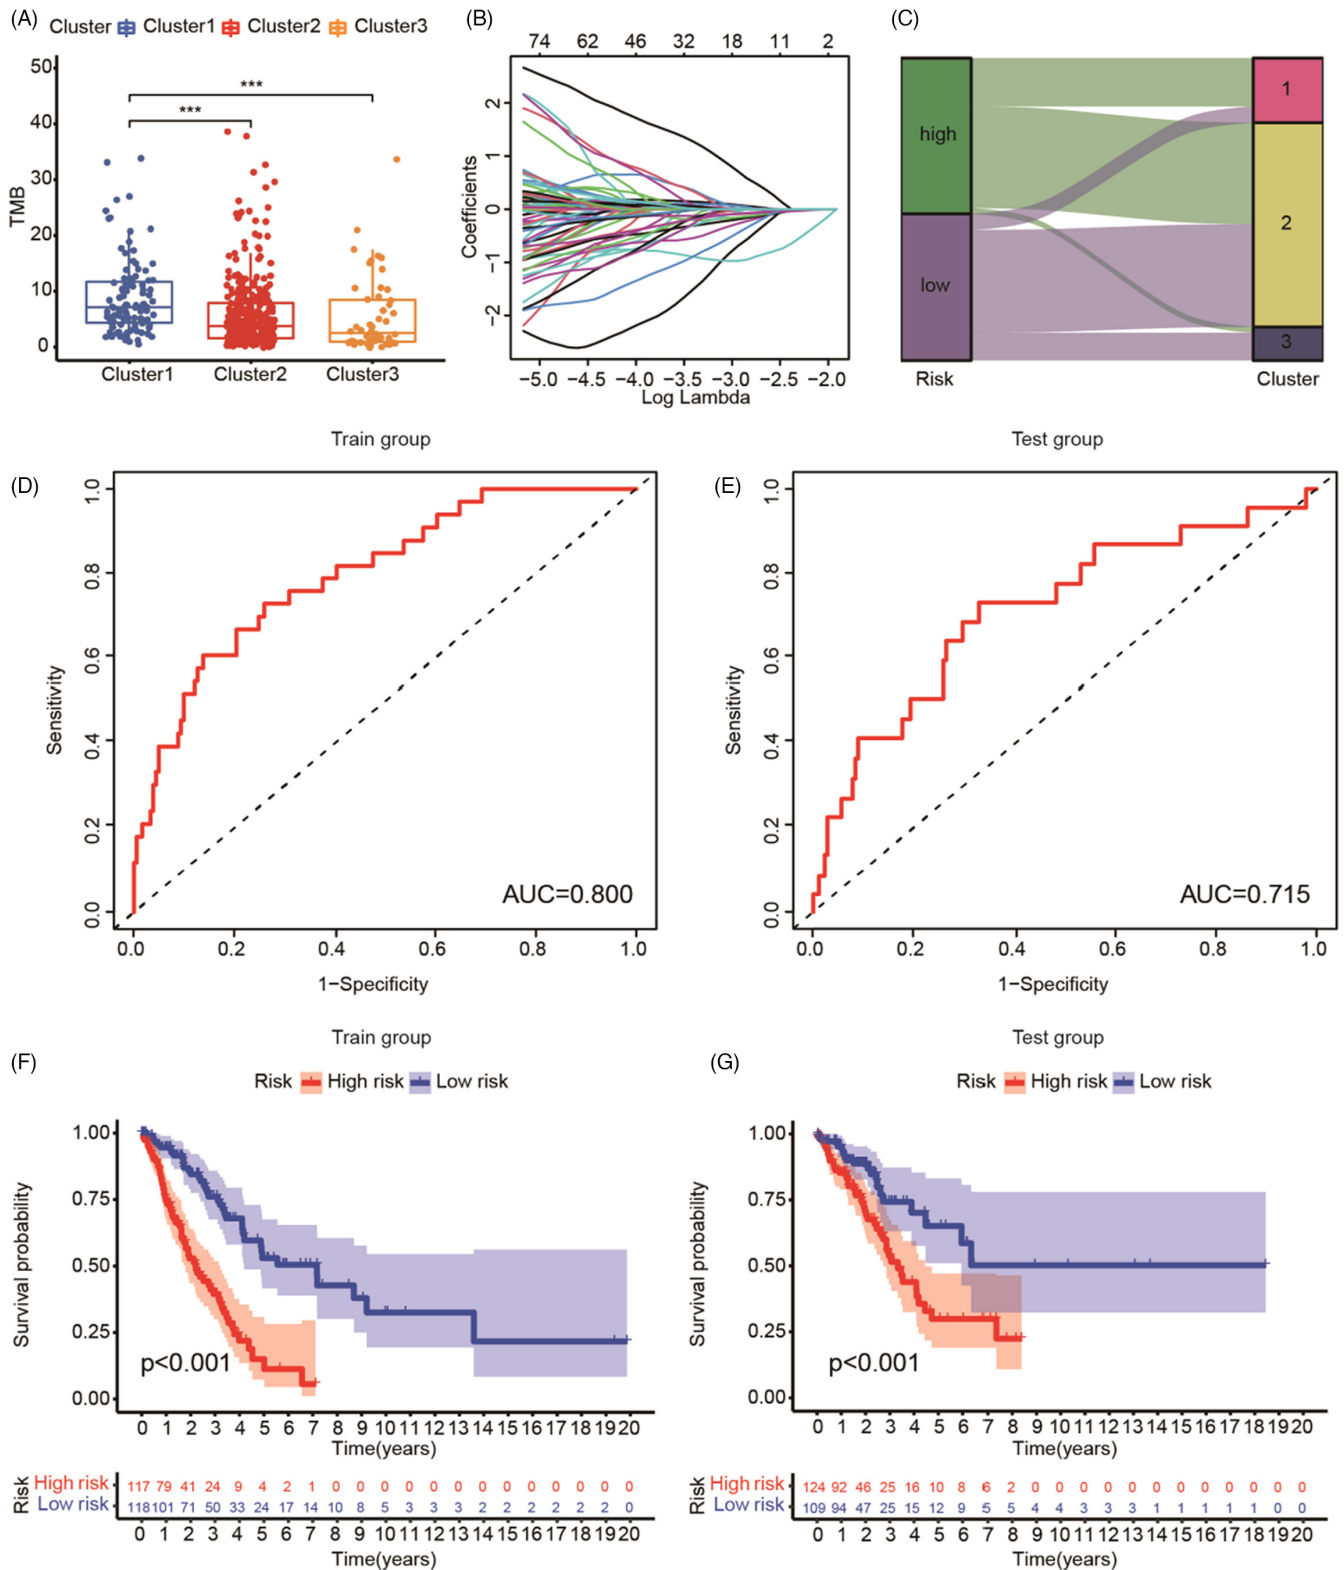 (A) Cluster Cluster1 Cluster2 Cluster3
TMB
50
40
30
20
10
0
***
***
Cluster1 Cluster2 Cluster3
(B)
74 62 46 32 18 11 2
Coefficients
2
1
0
−1
−2
−5.0 −4.5 −4.0 −3.5 −3.0 −2.5 −2.0
Log Lambda
(C)
high
low
1
2
3
Risk Cluster
Train group
(D)
Sensitivity
1.0
0.8
0.6
0.4
0.2
0.0
AUC=0.800
0.0 0.2 0.4 0.6 0.8 1.0
1−Specificity
Test group
(E)
Sensitivity
1.0
0.8
0.6
0.4
0.2
0.0
AUC=0.715
0.0 0.2 0.4 0.6 0.8 1.0
1−Specificity
Train group
(F)
Risk High risk Low risk
Survival probability
1.00
0.75
0.50
0.25
0.00
p<0.001
0 1 2 3 4 5 6 7 8 9 10 11 12 13 14 15 16 17 18 19 20
Time(years)
Risk
High risk 117 79 41 24 9 4 2 1 0 0 0 0 0 0 0 0 0 0 0 0 0
Low risk 118 101 71 50 33 24 17 14 10 8 5 3 3 3 2 2 2 2 2 2 0
0 1 2 3 4 5 6 7 8 9 10 11 12 13 14 15 16 17 18 19 20
Time(years)
Test group
(G)
Risk High risk Low risk
Survival probability
1.00
0.75
0.50
0.25
0.00
p<0.001
0 1 2 3 4 5 6 7 8 9 10 11 12 13 14 15 16 17 18 19 20
Time(years)
Risk
High risk 124 92 46 25 16 10 8 6 2 0 0 0 0 0 0 0 0 0 0 0 0
Low risk 109 94 47 25 15 12 9 5 5 4 4 3 3 3 1 1 1 1 1 0 0
0 1 2 3 4 5 6 7 8 9 10 11 12 13 14 15 16 17 18 19 20
Time(years)